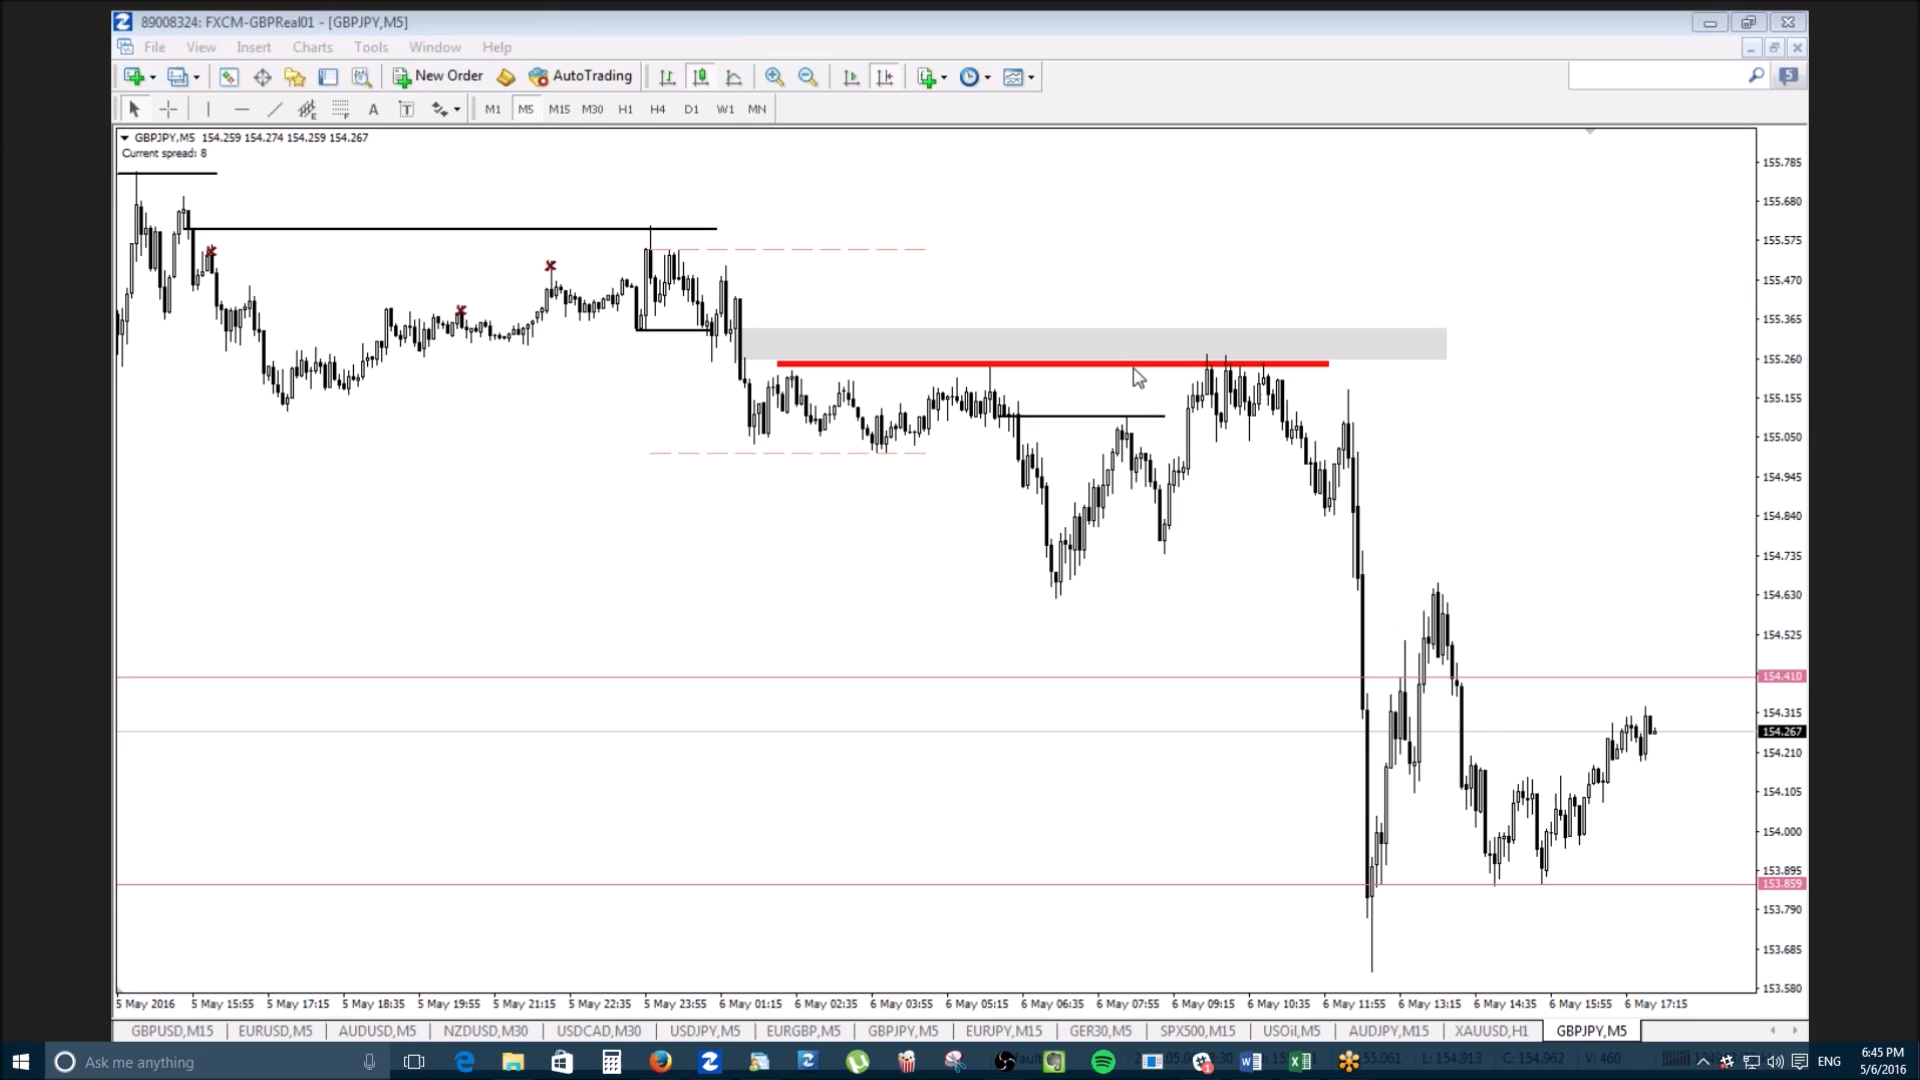 89008324: FXCM-GBPReal01 - [GBPJPY,M5]
File View Insert Charts Tools Window Help
New Order AutoTrading 5
A T M1 M5 M15 M30 H1 H4 D1 W1 MN
GBPJPY,M5 154.259 154.274 154.259 154.267
Current spread: 8
155.785
155.680
155.575
155.470
155.365
155.260
155.155
155.050
154.945
154.840
154.735
154.630
154.525
154.410
154.315
154.267
154.210
154.105
154.000
153.895
153.859
153.790
153.685
153.580
5 May 2016 5 May 15:55 5 May 17:15 5 May 18:35 5 May 19:55 5 May 21:15 5 May 22:35 5 May 23:55 6 May 01:15 6 May 02:35 6 May 03:55 6 May 05:15 6 May 06:35 6 May 07:55 6 May 09:15 6 May 10:35 6 May 11:55 6 May 13:15 6 May 14:35 6 May 15:55 6 May 17:15
GBPUSD,M15 EURUSD,M5 AUDUSD,M5 NZDUSD,M30 USDCAD,M30 USDJPY,M5 EURGBP,M5 GBPJPY,M5 EURJPY,M15 GER30,M5 SPX500,M15 USOil,M5 AUDJPY,M15 XAUUSD,H1 GBPJPY,M5
Ask me anything L: 154.913 C: 154.962 V: 460 ENG 6:45 PM
5/6/2016